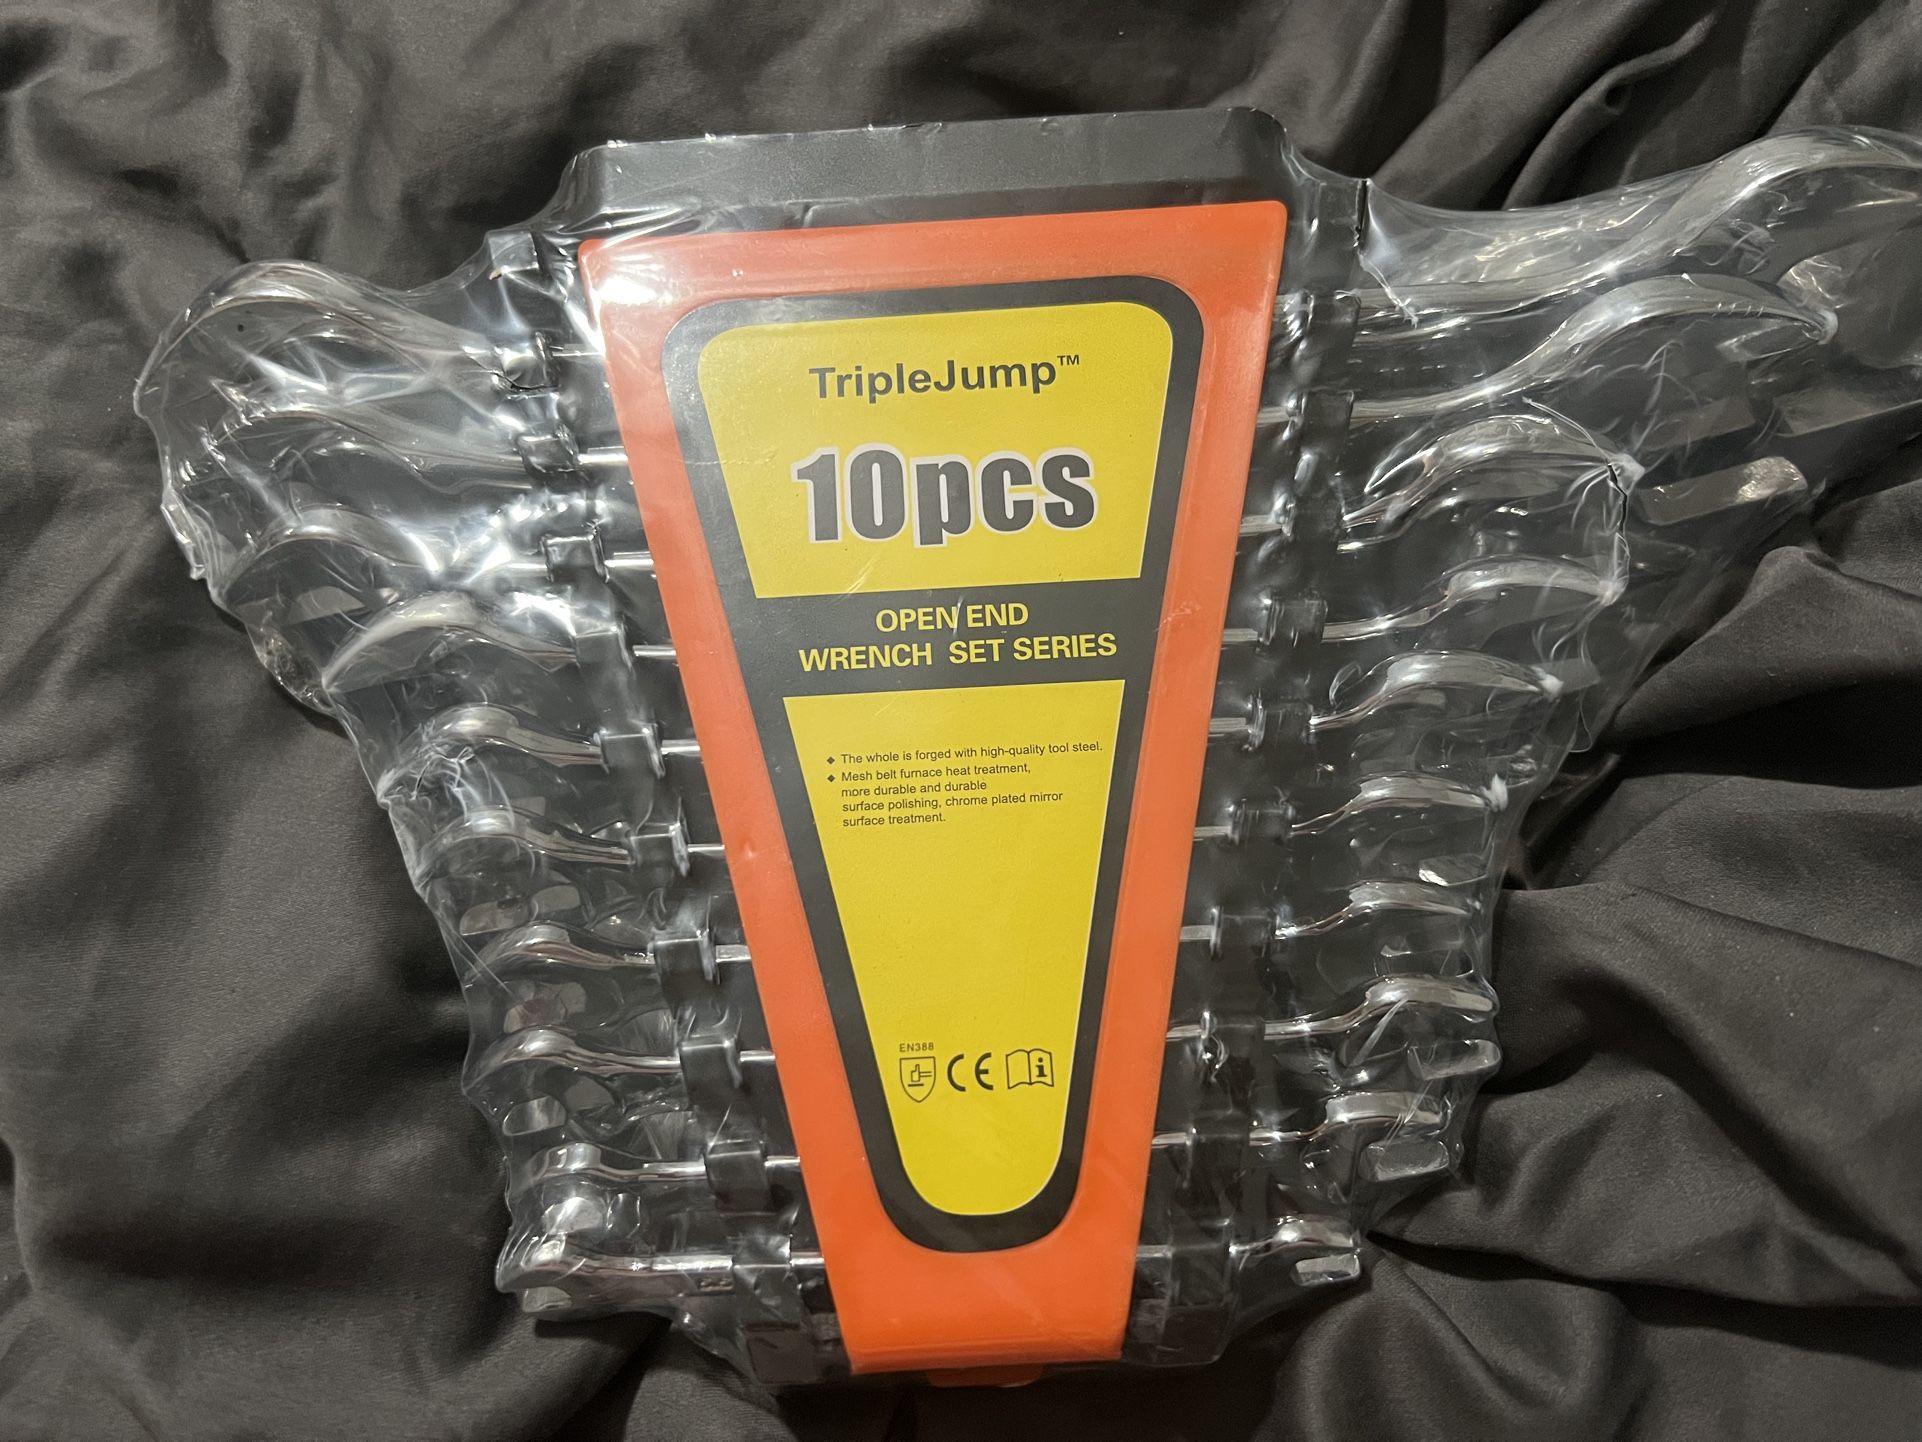 TripleJump™
10pcs
OPEN END
WRENCH SET SERIES
◆ The whole is forged with high-quality tool steel.
◆ Mesh belt furnace heat treatment,
more durable and durable
surface polishing, chrome plated mirror
surface treatment.
EN388
CE i